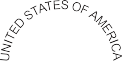 UNITED STATES OF AMERICA